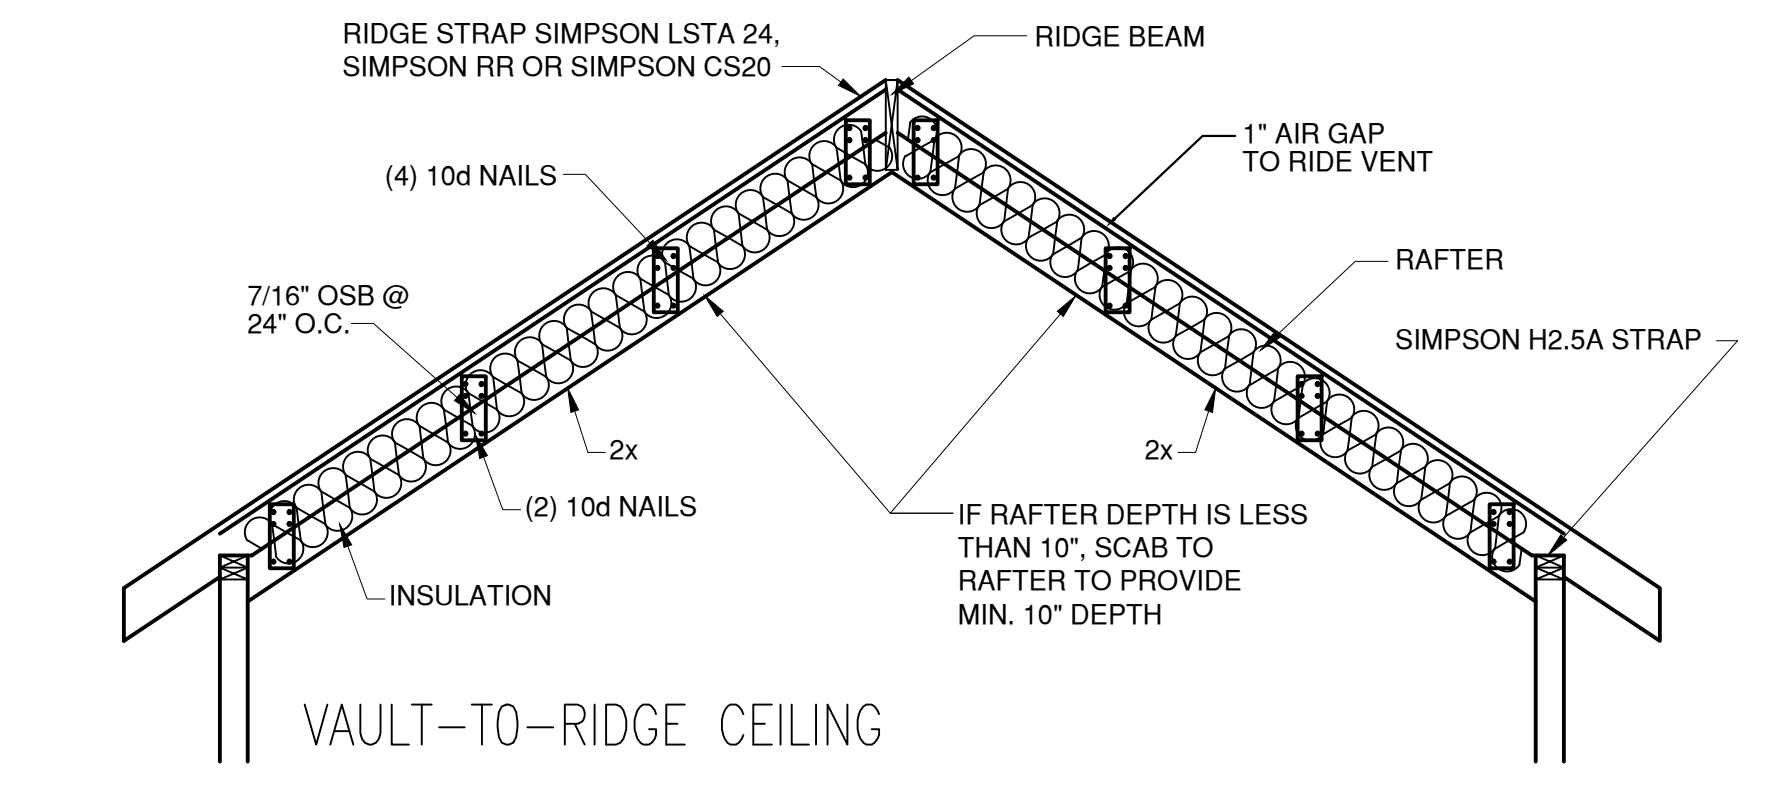 RIDGE STRAP SIMPSON LSTA 24,
SIMPSON RR OR SIMPSON CS20
RIDGE BEAM
1" AIR GAP
TO RIDE VENT
(4) 10d NAILS
RAFTER
7/16" OSB @
24" O.C.
SIMPSON H2.5A STRAP
2x
2x
(2) 10d NAILS
IF RAFTER DEPTH IS LESS
THAN 10", SCAB TO
RAFTER TO PROVIDE
MIN. 10" DEPTH
INSULATION
VAULT-TO-RIDGE CEILING